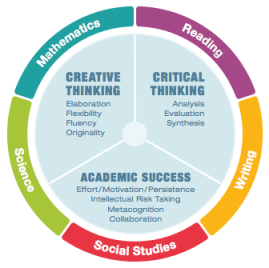 Mathematics
Reading
CREATIVE
THINKING
Elaboration
Flexibility
Fluency
Originality
CRITICAL
THINKING
Analysis
Evaluation
Synthesis
Science
Writing
ACADEMIC SUCCESS
Effort/Motivation/Persistence
Intellectual Risk Taking
Metacognition
Collaboration
Social Studies